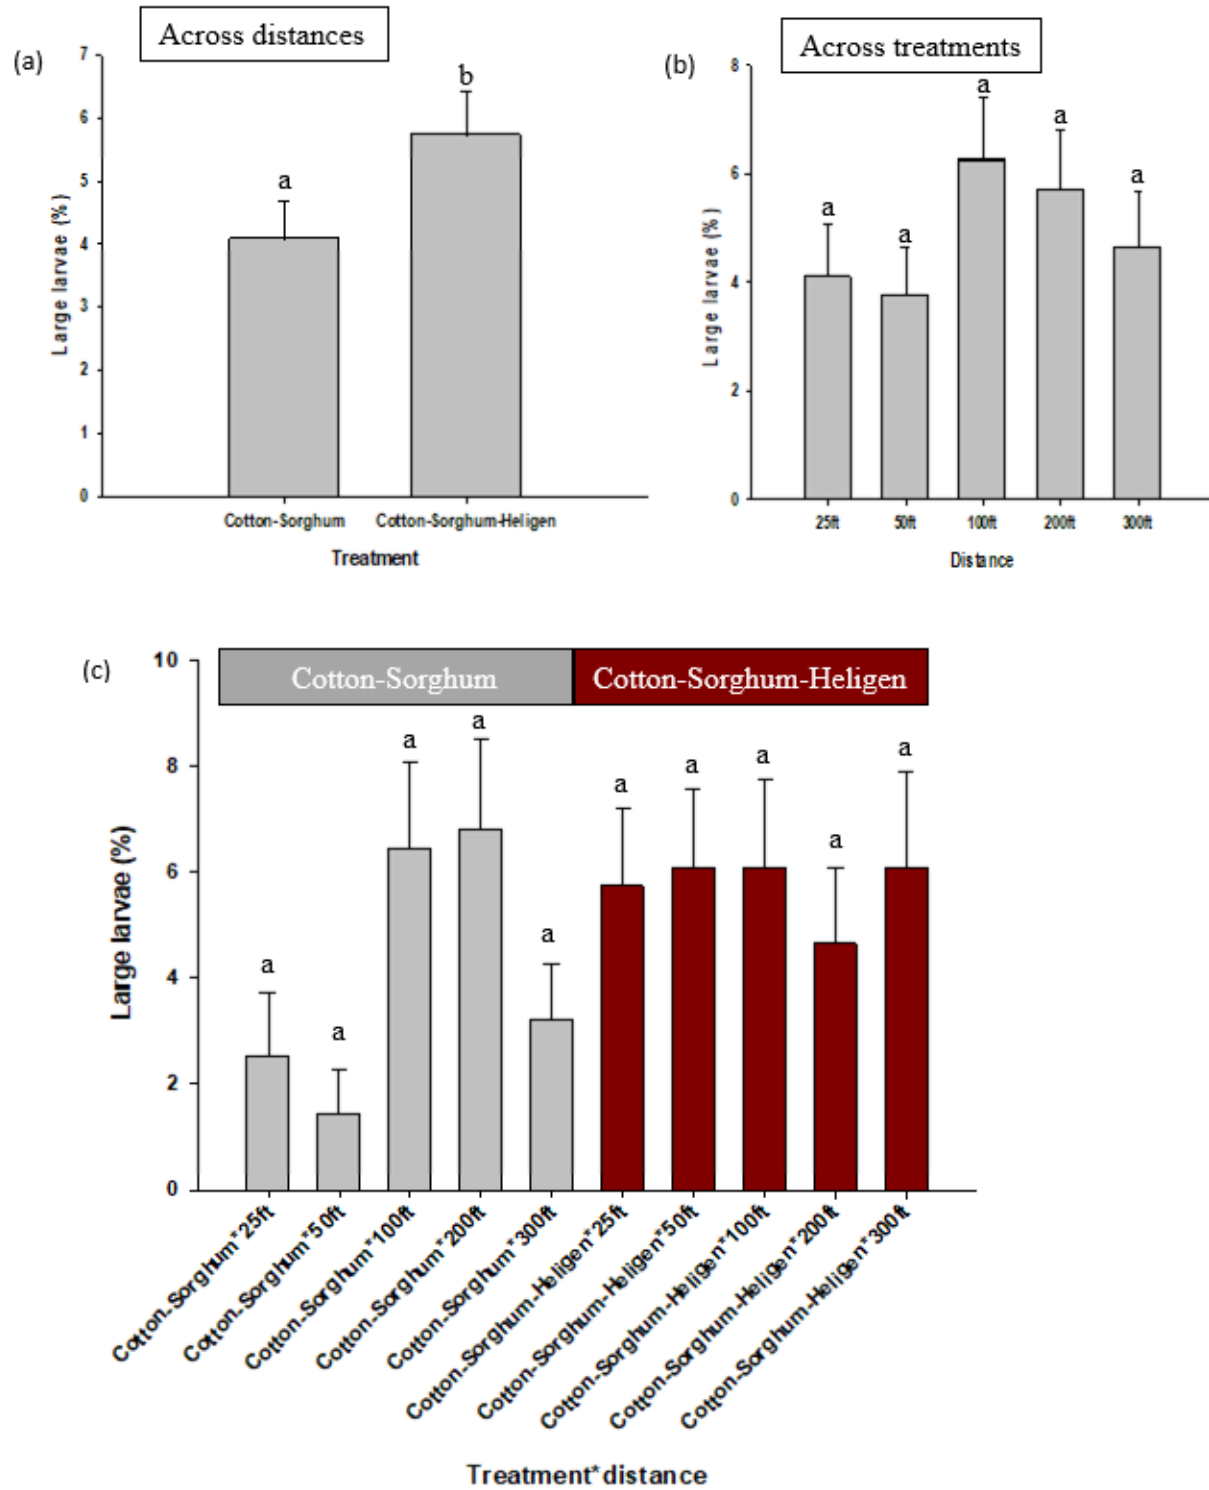 Across distances
(a)
7
6
5
4
3
2
1
0
Large larvae (%)
a
b
Cotton-Sorghum
Cotton-Sorghum-Heligen
Treatment
Across treatments
(b)
8
6
4
2
0
Large larvae (%)
a
a
a
a
a
25ft
50ft
100ft
200ft
300ft
Distance
(c)
Cotton-Sorghum
Cotton-Sorghum-Heligen
10
8
6
4
2
0
Large larvae (%)
a
a
a
a
a
a
a
a
a
a
Cotton-Sorghum*25ft
Cotton-Sorghum*50ft
Cotton-Sorghum*100ft
Cotton-Sorghum*200ft
Cotton-Sorghum*300ft
Cotton-Sorghum-Heligen*25ft
Cotton-Sorghum-Heligen*50ft
Cotton-Sorghum-Heligen*100ft
Cotton-Sorghum-Heligen*200ft
Cotton-Sorghum-Heligen*300ft
Treatment*distance